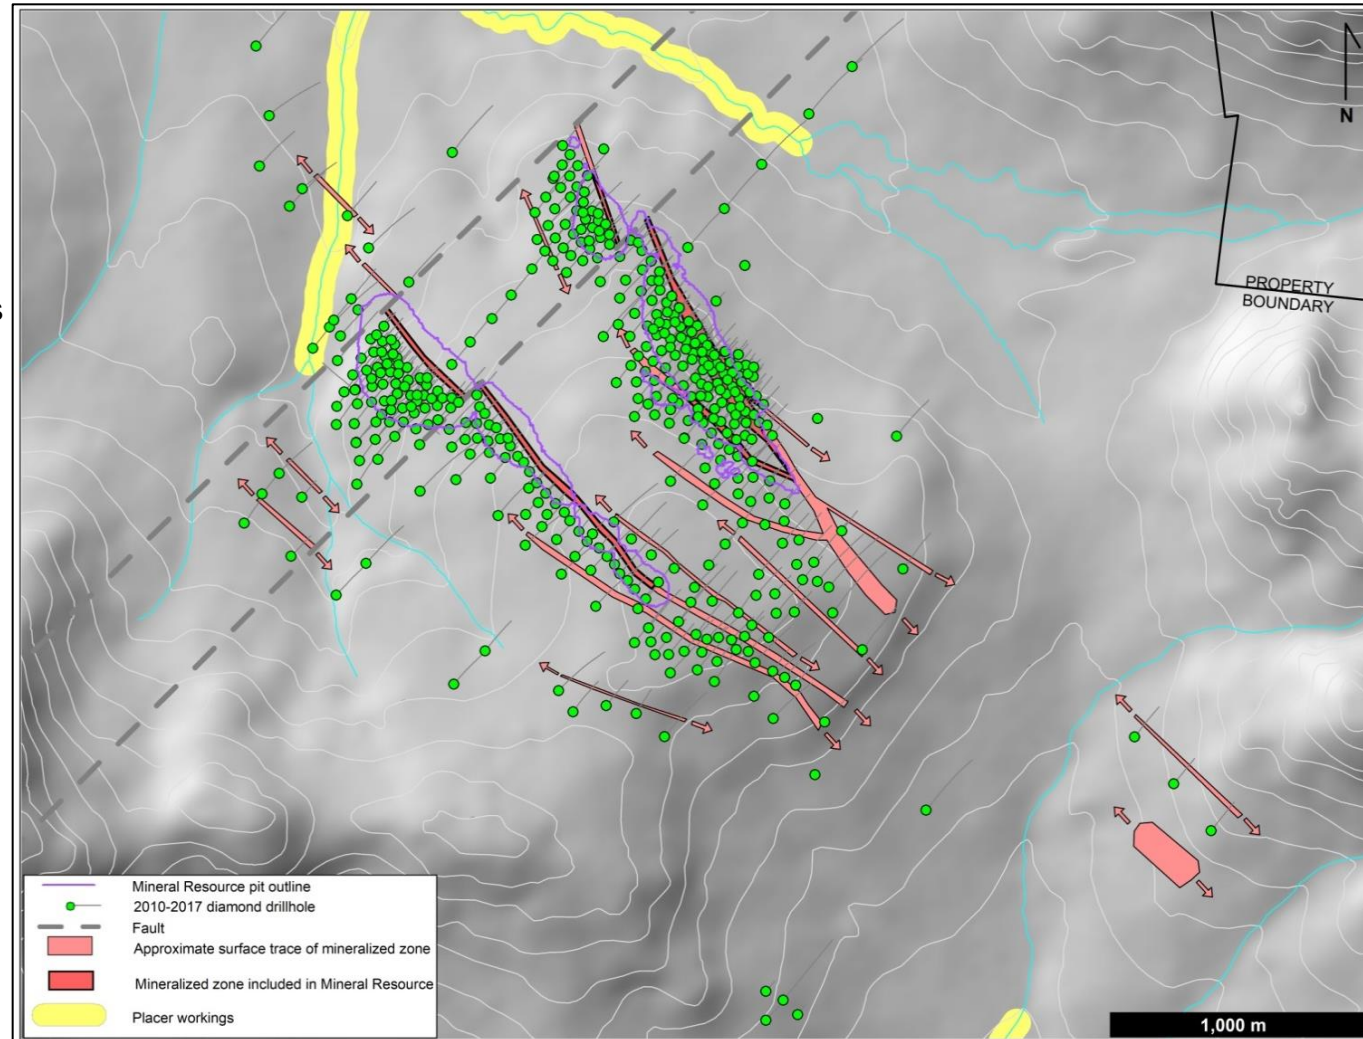 N
PROPERTY
BOUNDARY
s
Mineral Resource pit outline
2010-2017 diamond drillhole
Fault
Approximate surface trace of mineralized zone
Mineralized zone included in Mineral Resource
Placer workings
1,000 m